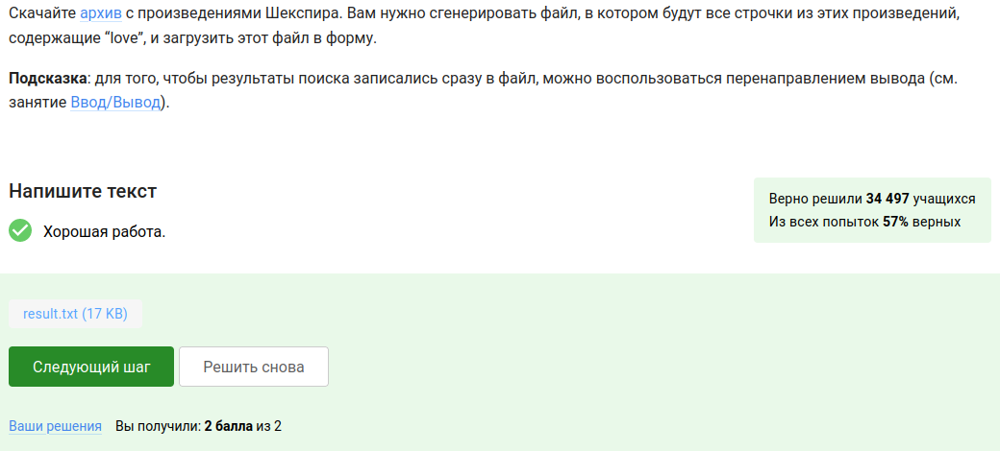 Скачайте архив с произведениями Шекспира. Вам нужно сгенерировать файл, в котором будут все строчки из этих произведений,
содержащие “love”, и загрузить этот файл в форму.
Подсказка: для того, чтобы результаты поиска записались сразу в файл, можно воспользоваться перенаправлением вывода (см.
занятие Ввод/Вывод).
Напишите текст
Хорошая работа.
Верно решили 34 497 учащихся
Из всех попыток 57% верных
result.txt (17 KB)
Следующий шаг
Решить снова
Ваши решения Вы получили: 2 балла из 2